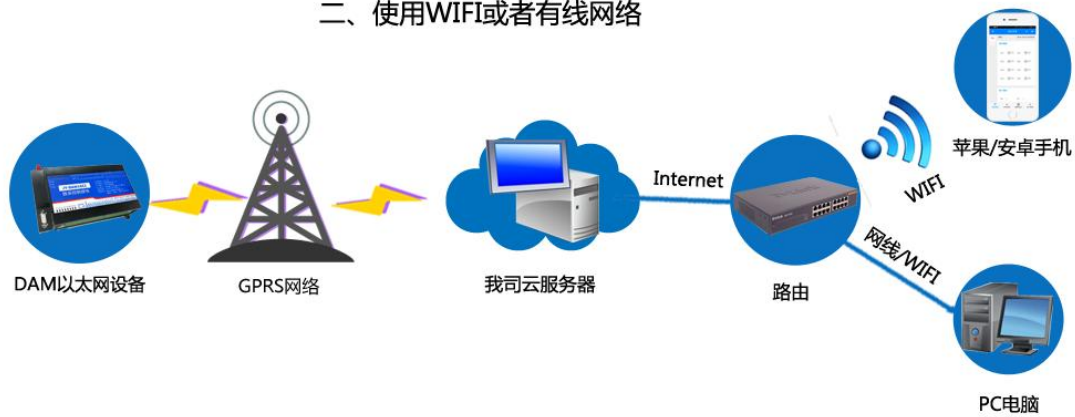 二、使用WIFI或者有线网络
苹果/安卓手机
Internet
WIFI
网线/WIFI
DAM以太网设备
GPRS网络
我司云服务器
路由
PC电脑